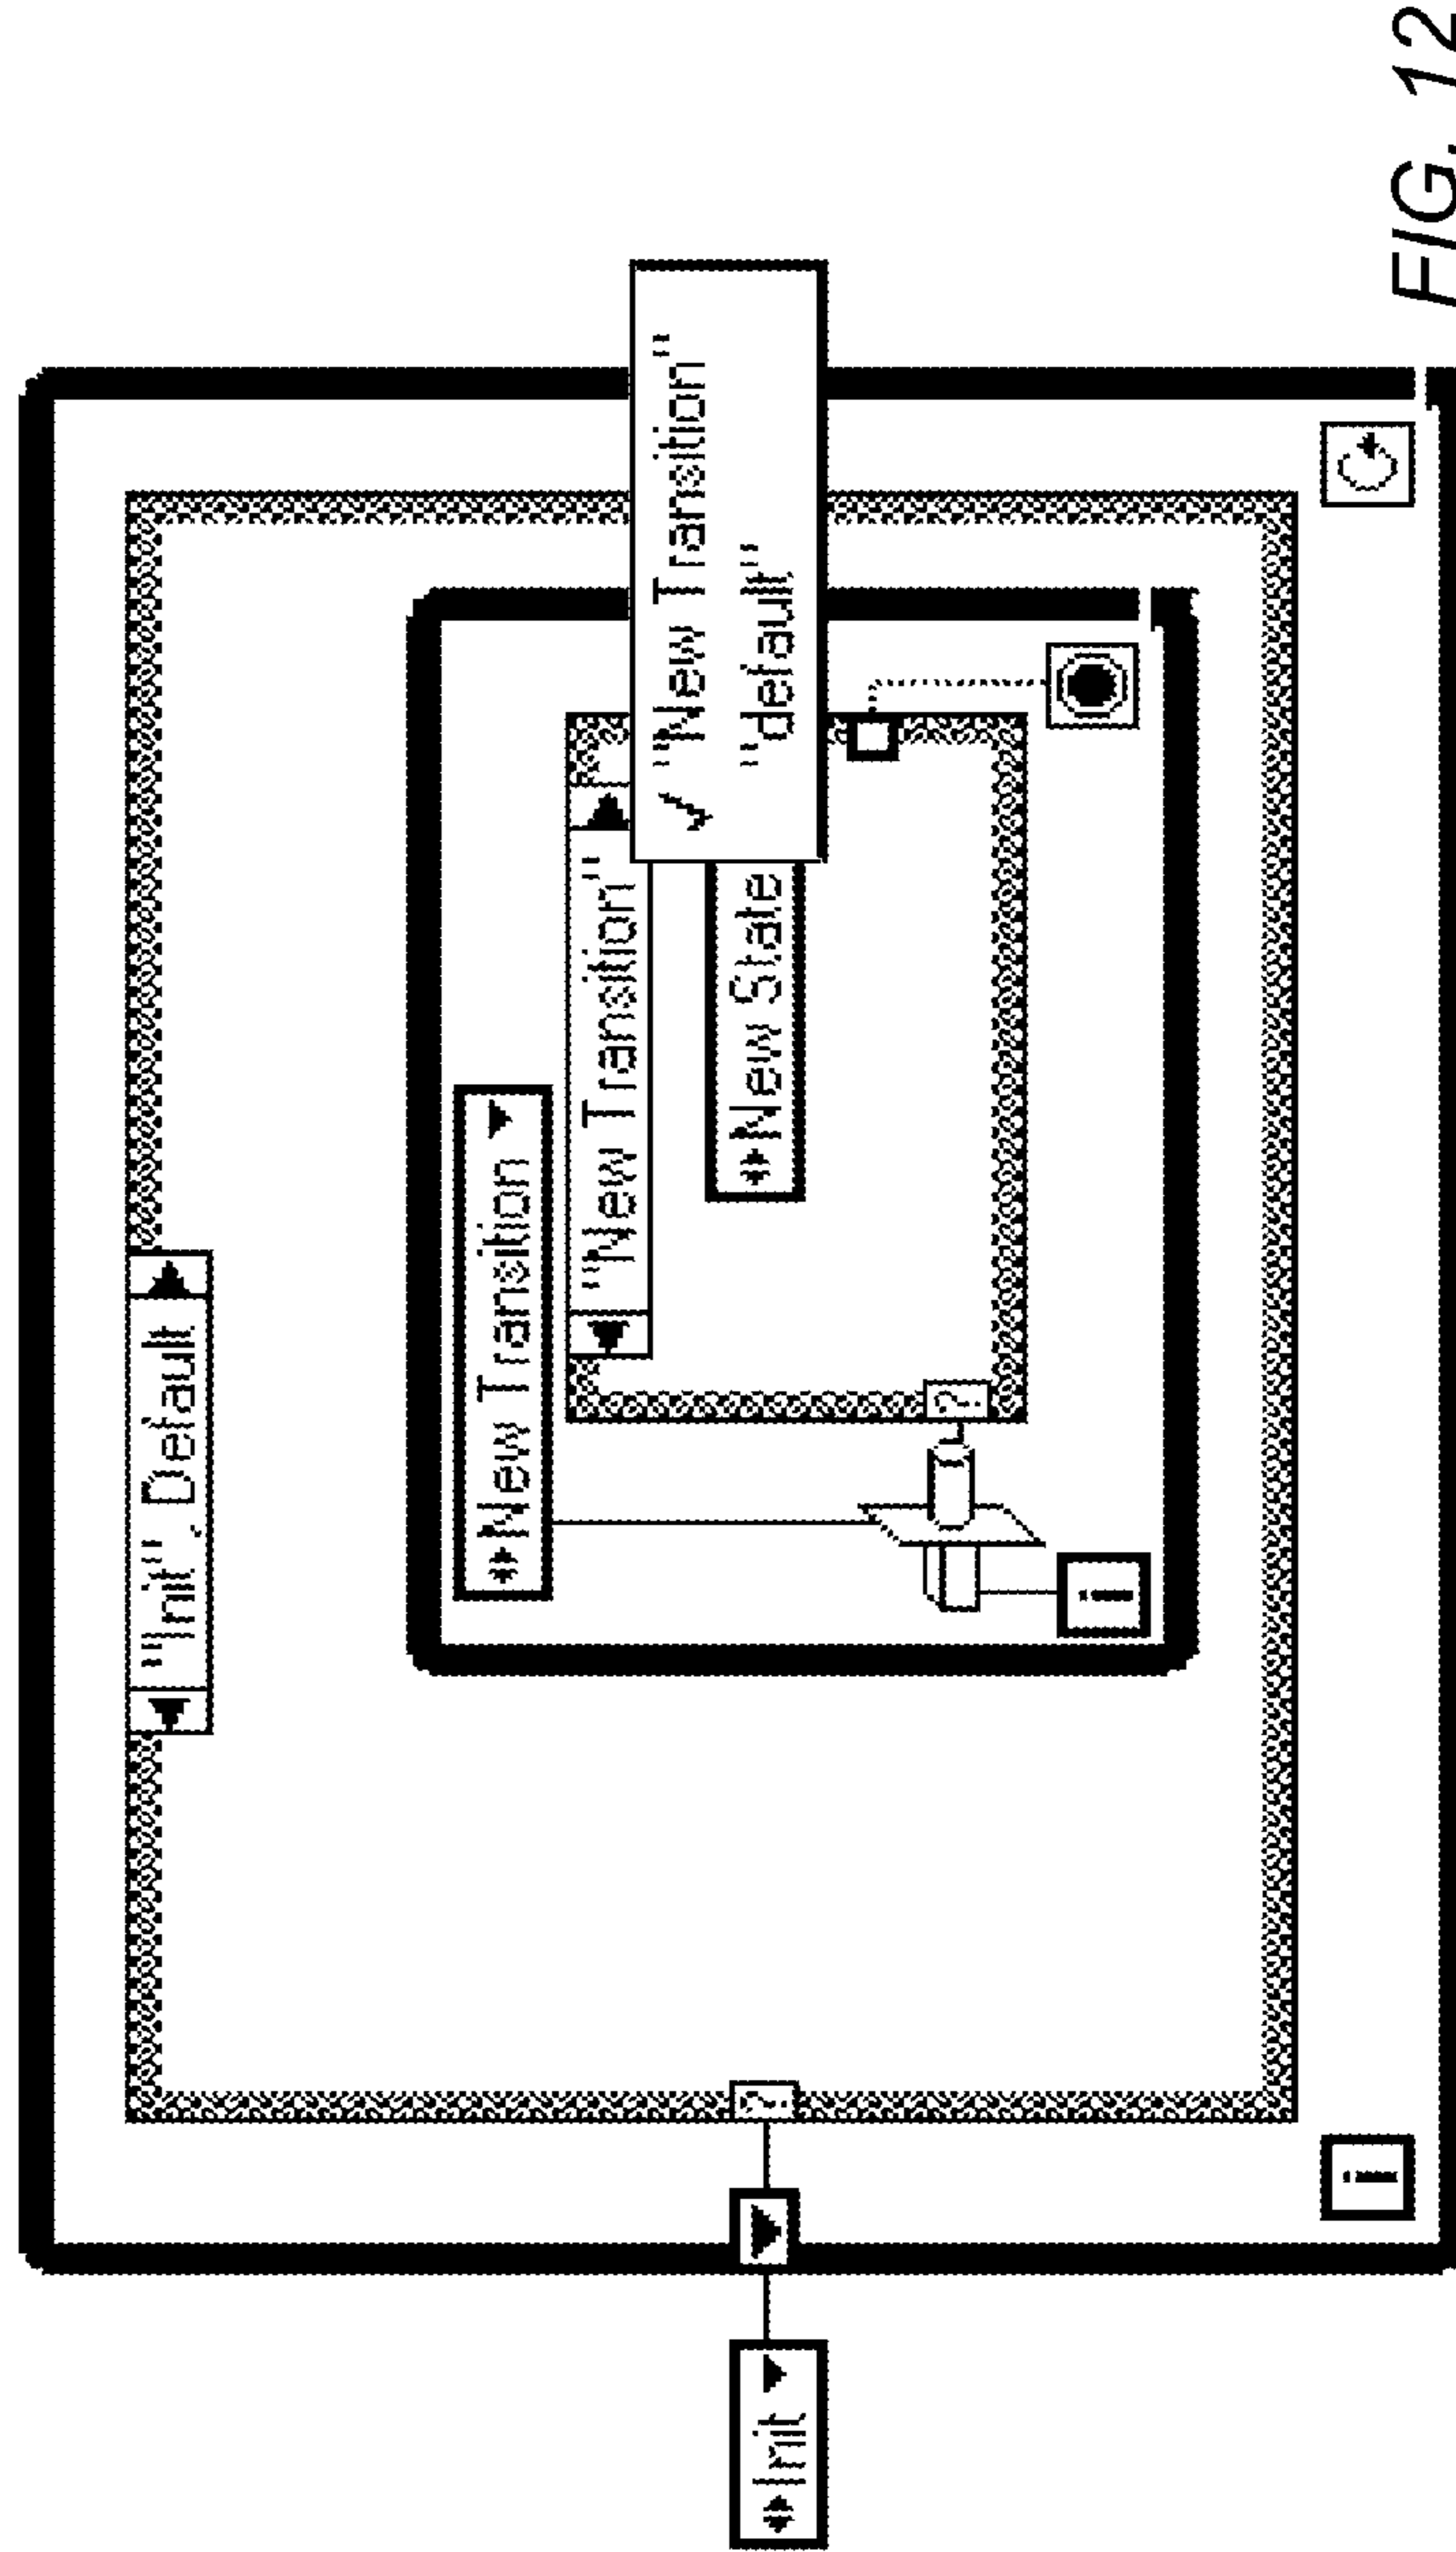 "Init", Default
New Transition
"New Transition"
✓ "New Transition"
"default"
New State
?
i
?
Init
i
FIG. 12